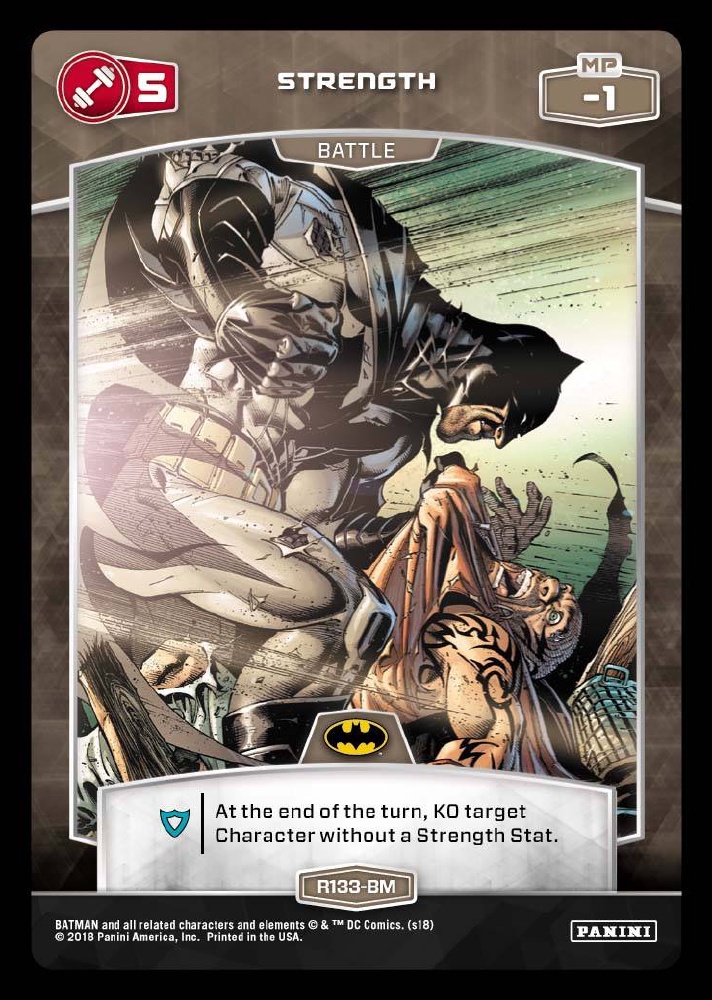 5
STRENGTH
MP
-1
BATTLE
At the end of the turn, KO target
Character without a Strength Stat.
R133-BM
BATMAN and all related characters and elements © & ™ DC Comics. (s18)
© 2018 Panini America, Inc. Printed in the USA.
PANINI